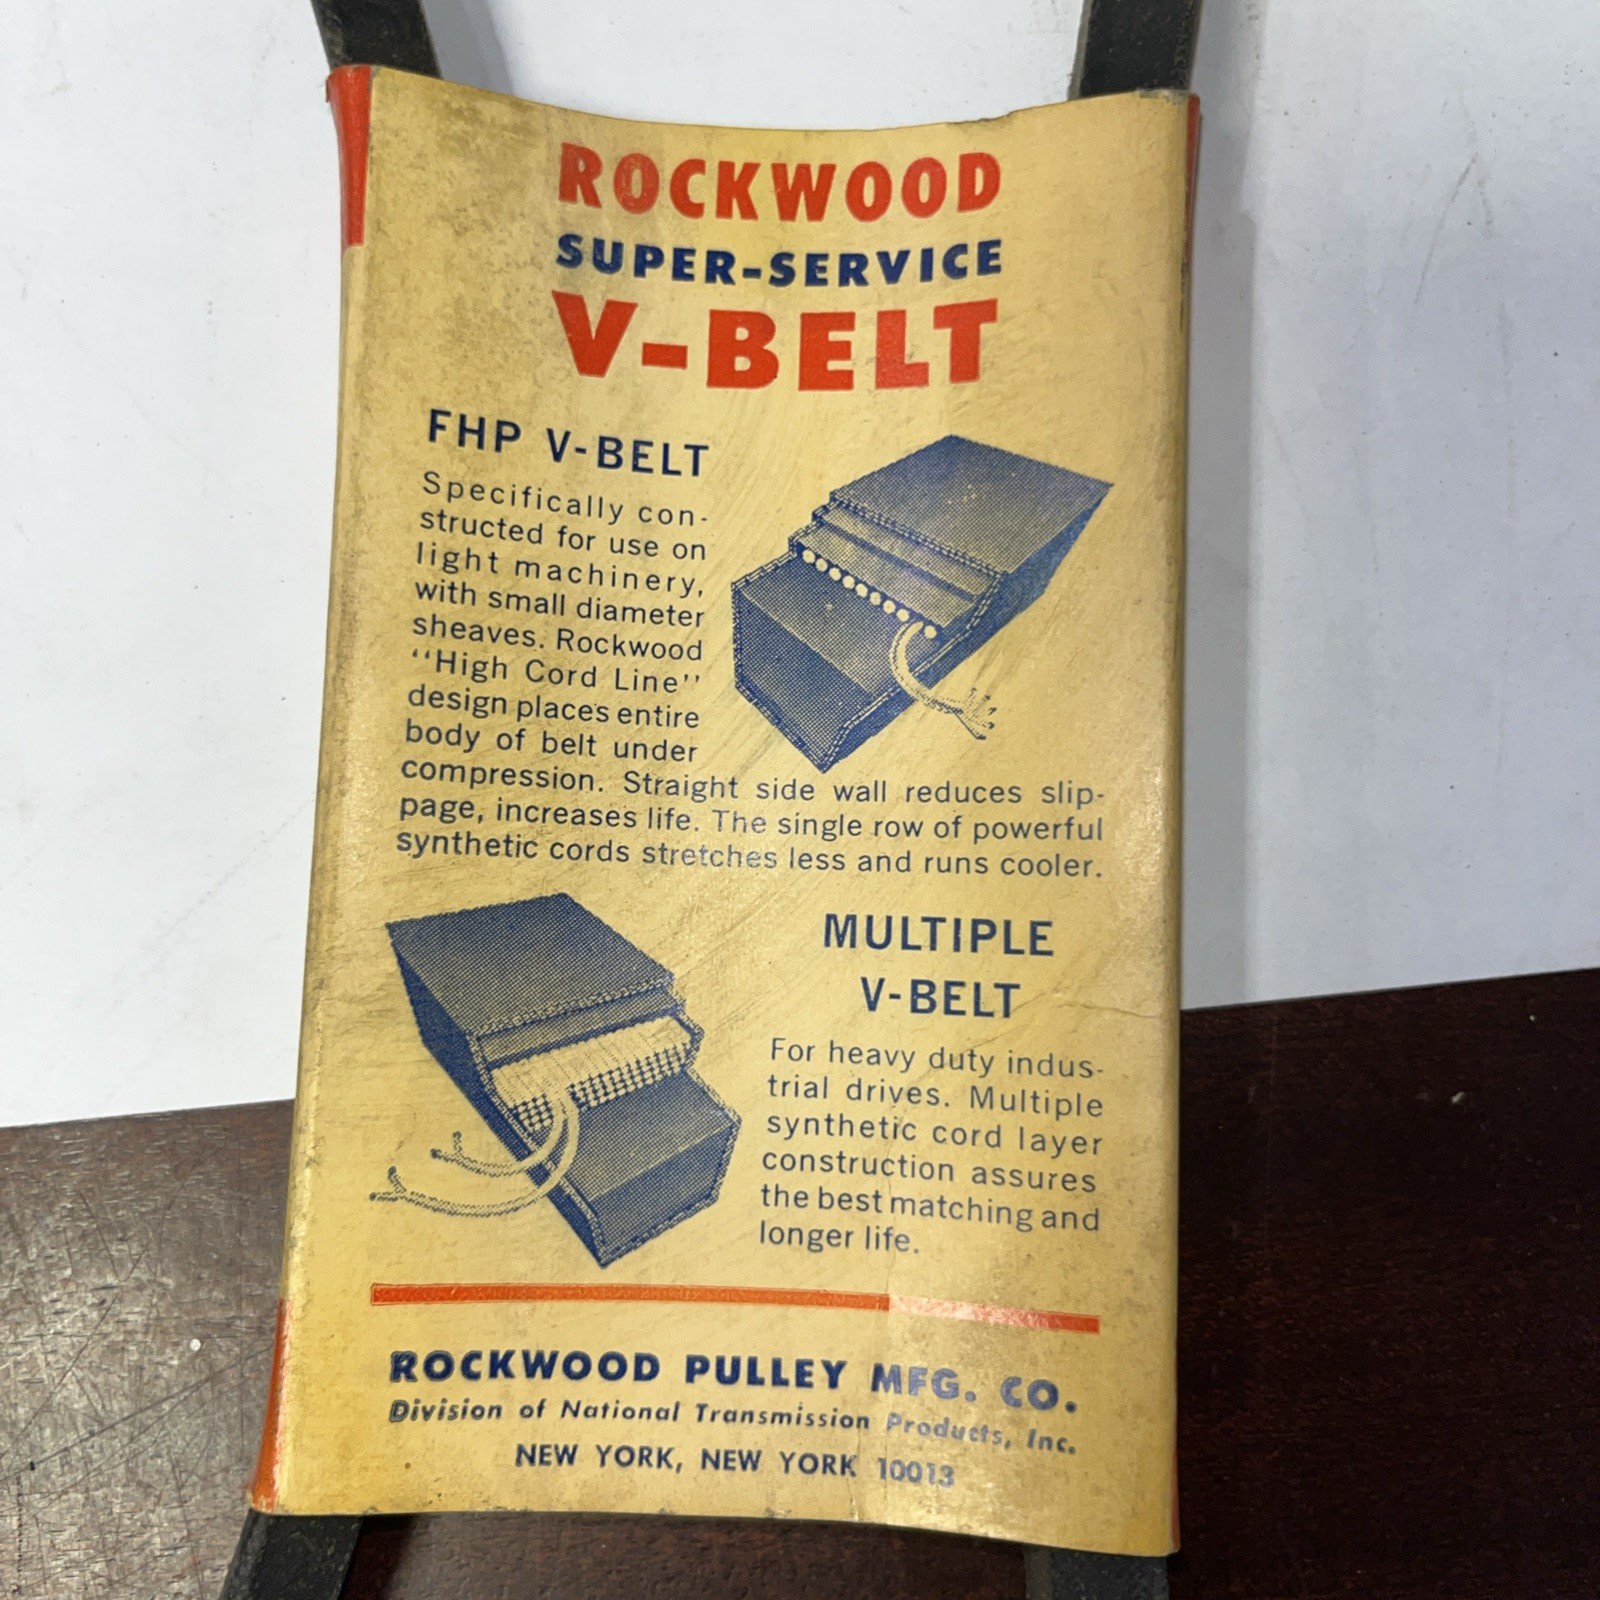 ROCKWOOD
SUPER-SERVICE
V-BELT
FHP V-BELT
Specifically con-
structed for use on
light machinery,
with small diameter
sheaves. Rockwood
"High Cord Line"
design places entire
body of belt under
compression. Straight side wall reduces slip-
page, increases life. The single row of powerful
synthetic cords stretches less and runs cooler.
MULTIPLE
V-BELT
For heavy duty indus-
trial drives. Multiple
synthetic cord layer
construction assures
the best matching and
longer life.
ROCKWOOD PULLEY MFG. CO.
Division of National Transmission Products, Inc.
NEW YORK, NEW YORK 10013